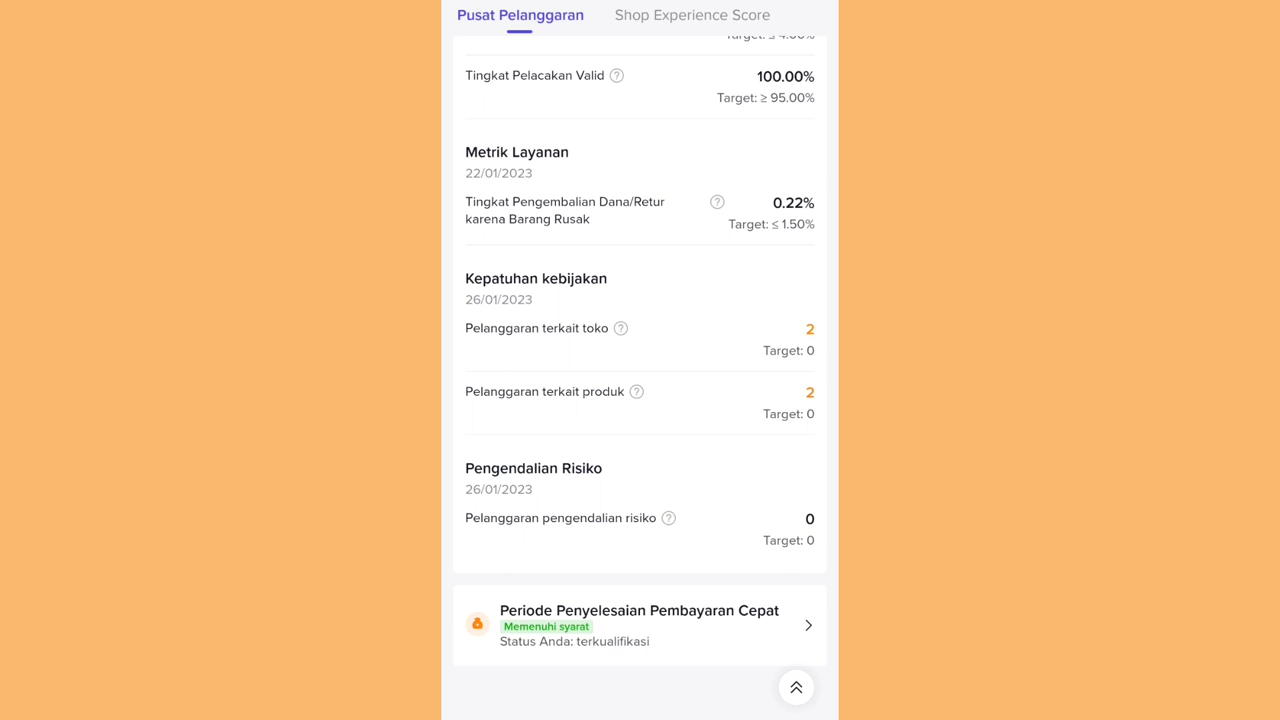 Pusat Pelanggaran
Shop Experience Score
Target: ≤ 4.00%
Tingkat Pelacakan Valid ?
100.00%
Target: ≥ 95.00%
Metrik Layanan
22/01/2023
Tingkat Pengembalian Dana/Retur
karena Barang Rusak
?
0.22%
Target: ≤ 1.50%
Kepatuhan kebijakan
26/01/2023
Pelanggaran terkait toko ?
2
Target: 0
Pelanggaran terkait produk ?
2
Target: 0
Pengendalian Risiko
26/01/2023
Pelanggaran pengendalian risiko ?
0
Target: 0
Periode Penyelesaian Pembayaran Cepat
Memenuhi syarat
Status Anda: terkualifikasi